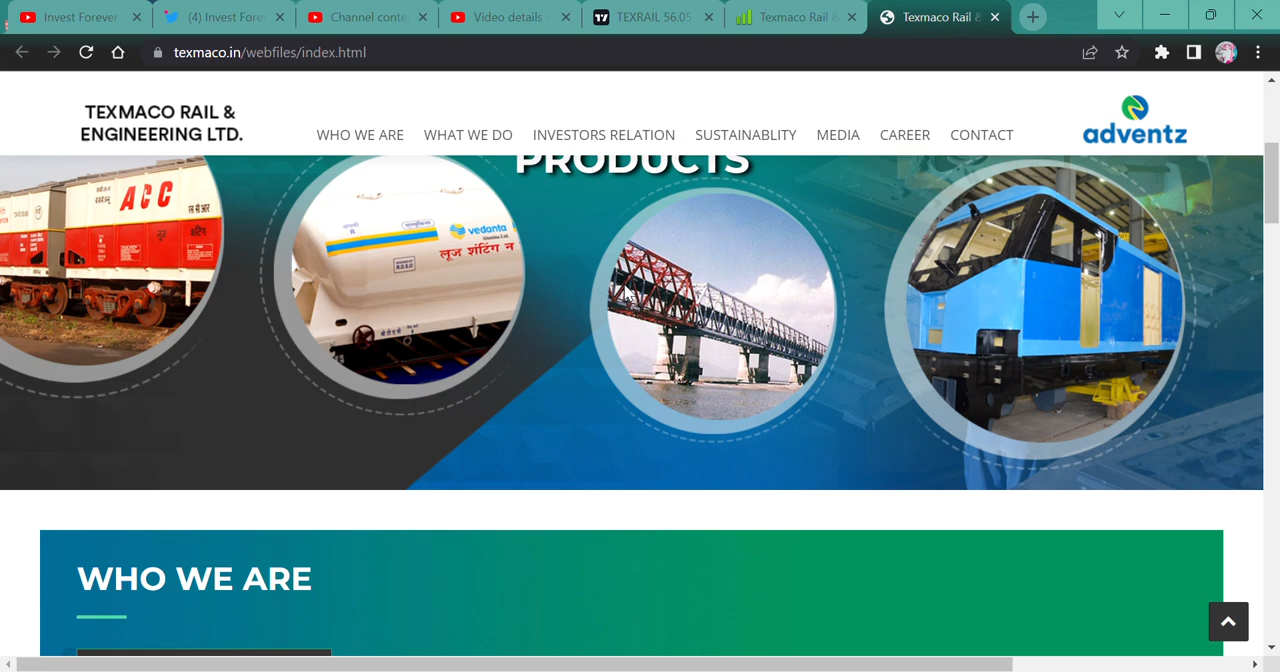 Invest Forever
(4) Invest Fore
Channel conte
Video details -
TEXRAIL 56.05
Texmaco Rail &
Texmaco Rail &
texmaco.in/webfiles/index.html
TEXMACO RAIL &
ENGINEERING LTD.
WHO WE ARE
WHAT WE DO
INVESTORS RELATION
SUSTAINABLITY
MEDIA
CAREER
CONTACT
adventz
PRODUCTS
ACC
vedanta
लूज शंटिंग न
R.D.S.O
WHO WE ARE